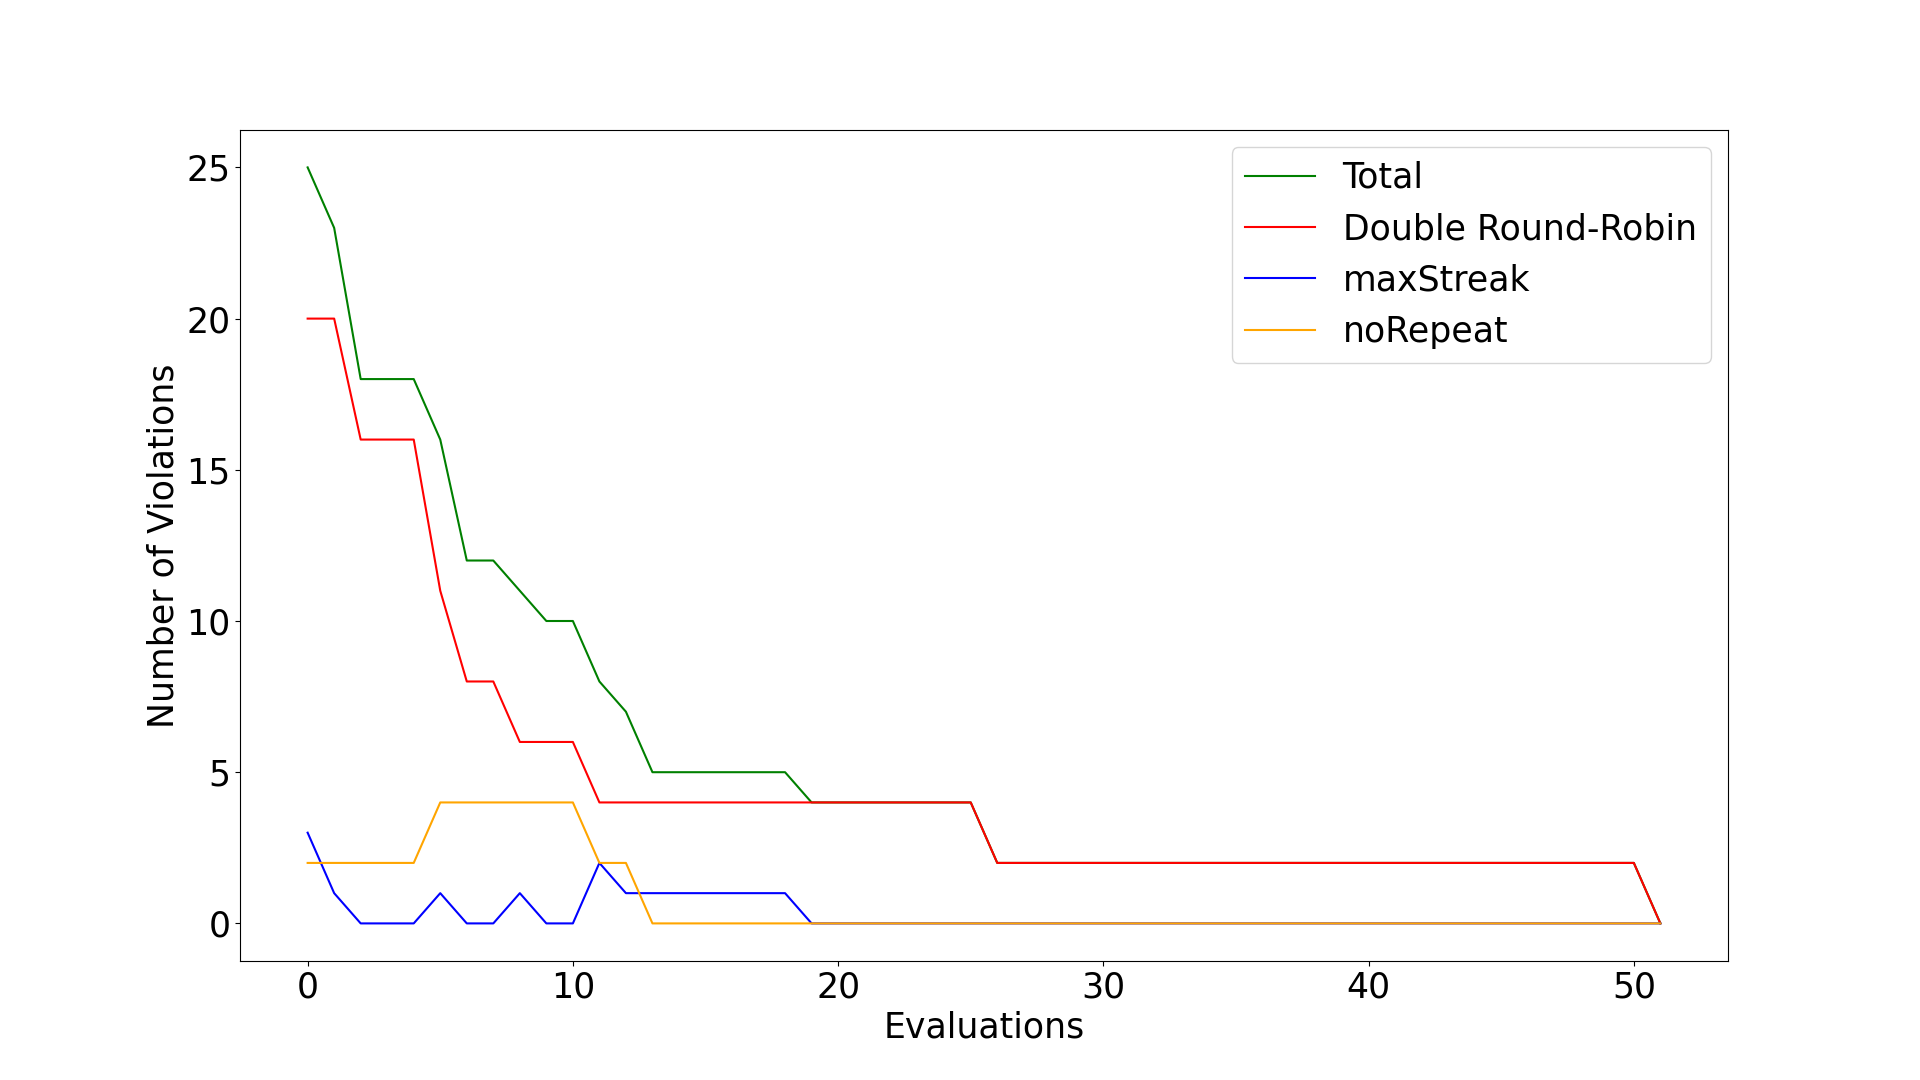 Total
Double Round-Robin
maxStreak
noRepeat
Number of Violations
25
20
15
10
5
0
0 10 20 30 40 50
Evaluations